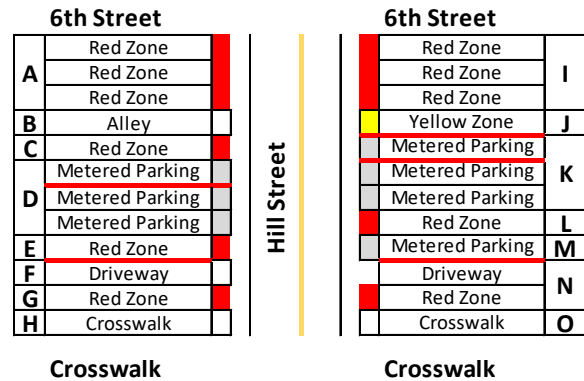 6th Street 6th Street
Red Zone Red Zone
A Red Zone Red Zone I
Red Zone Red Zone
B Alley Yellow Zone J
C Red Zone Metered Parking
Metered Parking Metered Parking K
D Metered Parking Metered Parking
Metered Parking Red Zone L
E Red Zone Metered Parking M
F Driveway Driveway N
G Red Zone Red Zone
H Crosswalk Crosswalk O
Hill Street
Crosswalk Crosswalk